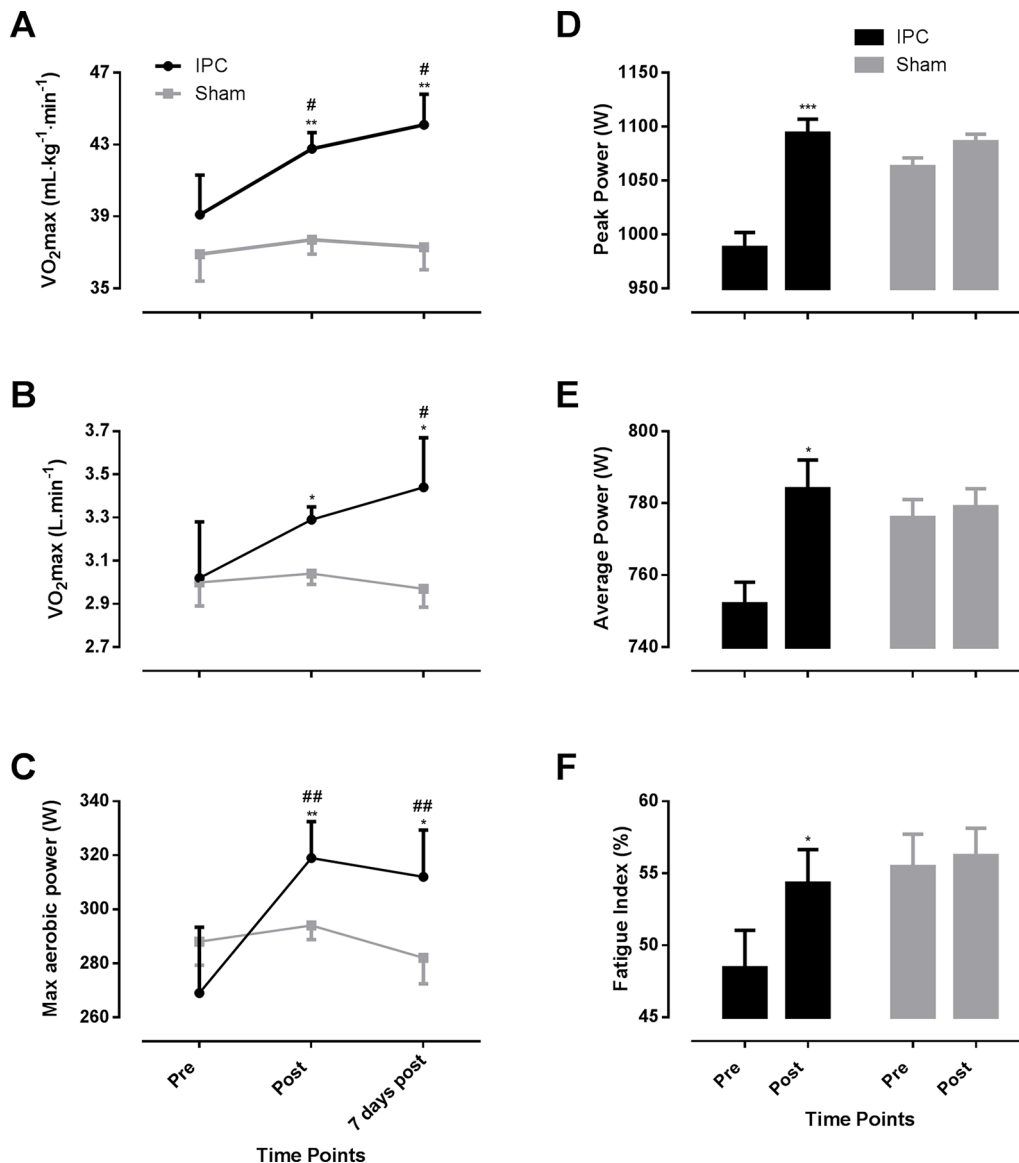 A
IPC
Sham
VO2max (mL·kg-1·min-1)
47
43
39
35
#
**
#
**
B
VO2max (L.min-1)
3.7
3.5
3.3
3.1
2.9
2.7
*
#
*
C
Max aerobic power (W)
340
320
300
280
260
##
**
##
*
Pre
Post
7 days post
Time Points
D
IPC
Sham
Peak Power (W)
1150
1100
1050
1000
950
***
E
Average Power (W)
800
780
760
740
*
F
Fatigue Index (%)
60
55
50
45
*
Pre
Post
Pre
Post
Time Points